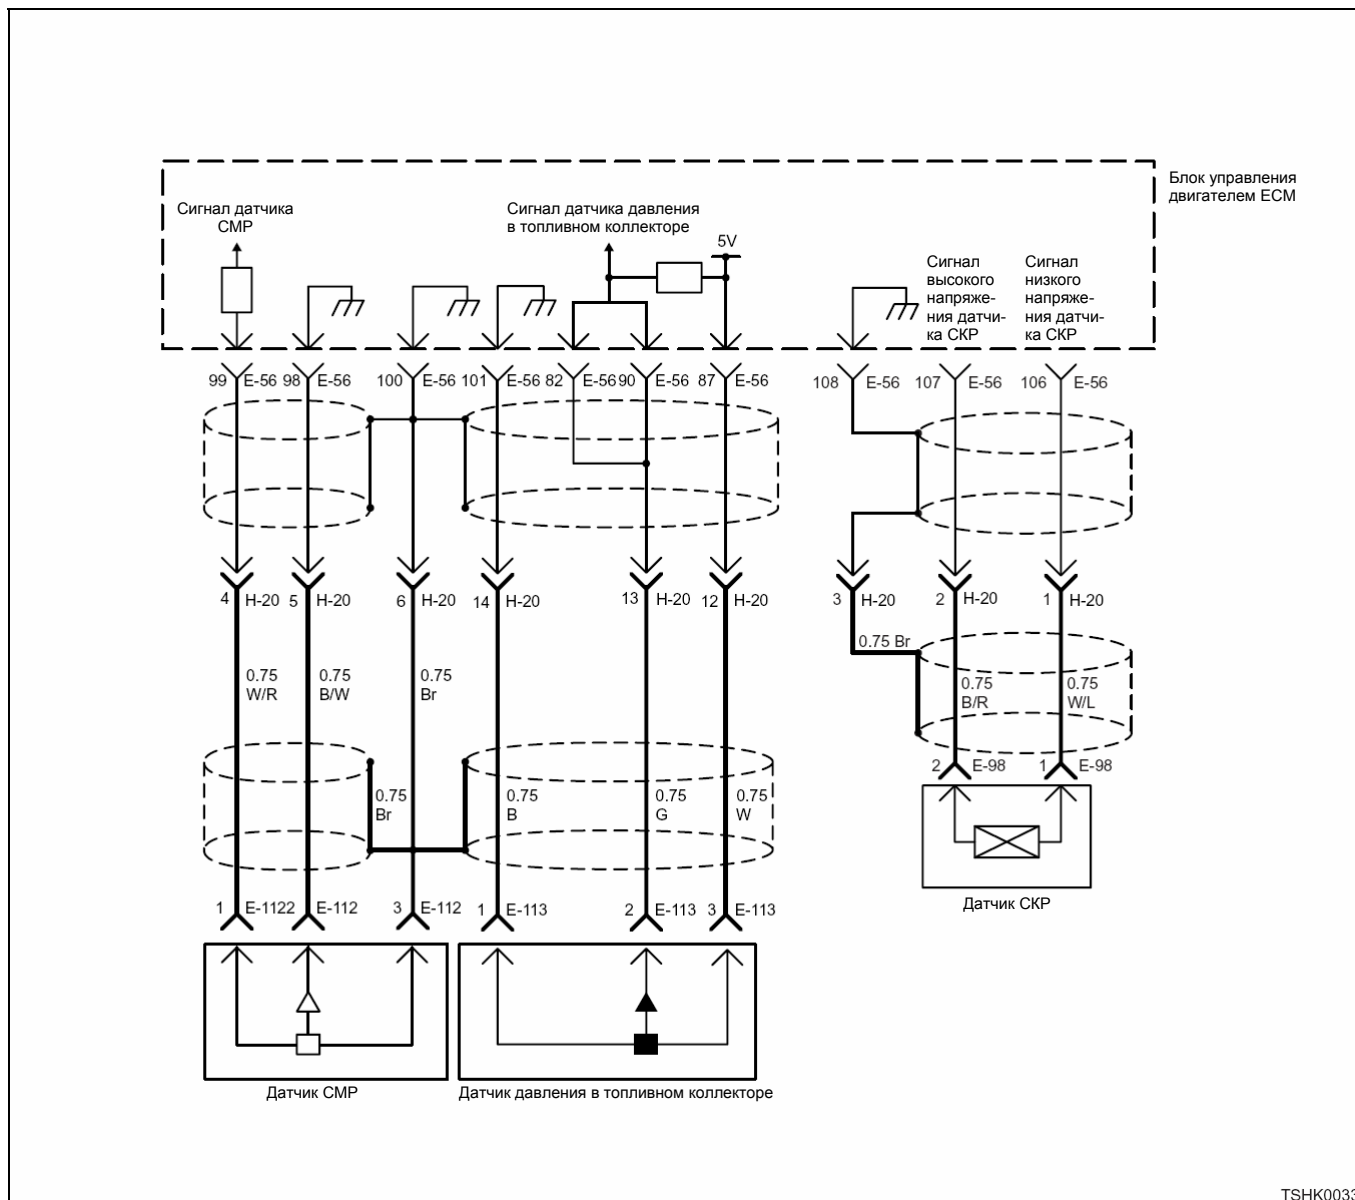 Блок управления
двигателем ECM
Сигнал датчика
CMP
Сигнал датчика давления
в топливном коллекторе
5V
Сигнал
высокого
напряже-
ния датчи-
ка СКР
Сигнал
низкого
напряже-
ния датчи-
ка СКР
99 E-56 98 E-56 100 E-56 101 E-56 82 E-56 90 E-56 87 E-56 108 E-56 107 E-56 106 E-56
4 H-20 5 H-20 6 H-20 14 H-20 13 H-20 12 H-20 3 H-20 2 H-20 1 H-20
0.75 Br
0.75
W/R
0.75
B/W
0.75
Br
0.75
B/R
0.75
W/L
2 E-98 1 E-98
0.75
Br
0.75
B
0.75
G
0.75
W
Датчик СКР
1 E-1122 E-112 3 E-112 1 E-113 2 E-113 3 E-113
Датчик CMP
Датчик давления в топливном коллекторе